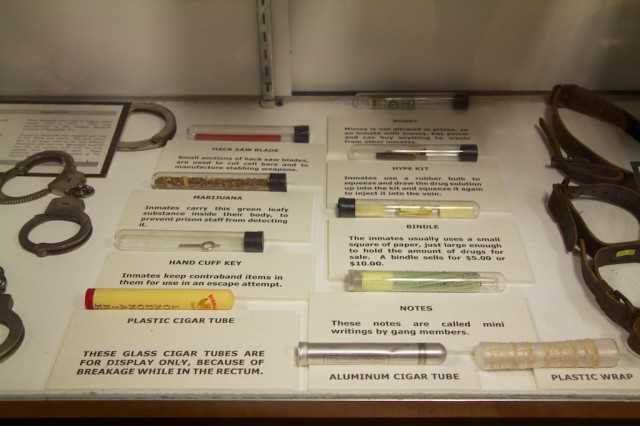 HACK SAW BLADE
Small sections of hack saw blades,
are used to cut cell bars and to
manufacture stabbing weapons.
MARIJUANA
Inmates carry this green leafy
substance inside their body, to
prevent prison staff from detecting
it.
HAND CUFF KEY
Inmates keep contraband items in
them for use in an escape attempt.
PLASTIC CIGAR TUBE
THESE GLASS CIGAR TUBES ARE
FOR DISPLAY ONLY, BECAUSE OF
BREAKAGE WHILE IN THE RECTUM.
MONEY
Money is not allowed in prison, so
an inmate with money, has power
and can buy anything he wants
from other inmates.
HYPE KIT
Inmates use a rubber bulb to
squeeze and draw the drug solution
up into the kit and squeeze it again
to inject it into the vein.
BINDLE
The inmates usually uses a small
square of paper, just large enough
to hold the amount of drugs for
sale. A bindle sells for $5.00 or
$10.00.
NOTES
These notes are called mini
writings by gang members.
ALUMINUM CIGAR TUBE
PLASTIC WRAP